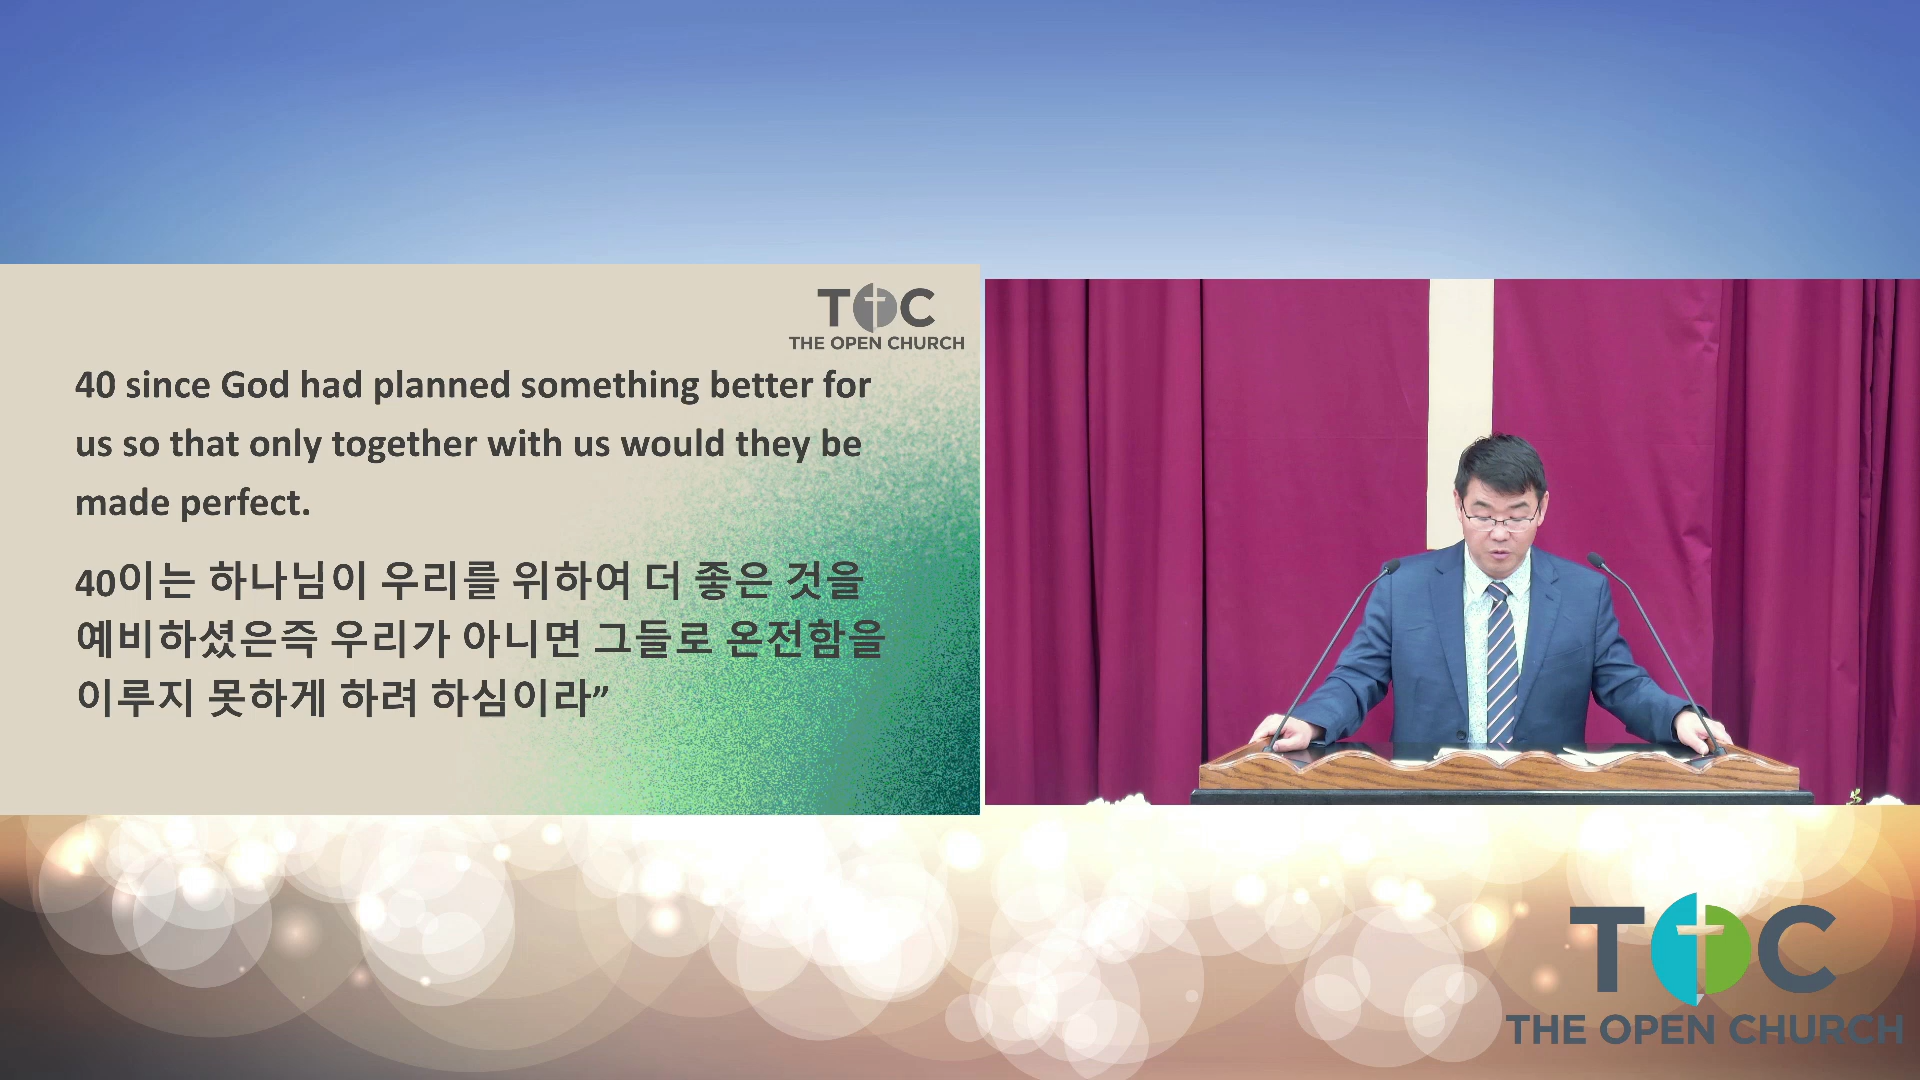 TOC
THE OPEN CHURCH
40 since God had planned something better for
us so that only together with us would they be
made perfect.
40이는 하나님이 우리를 위하여 더 좋은 것을
예비하셨은즉 우리가 아니면 그들로 온전함을
이루지 못하게 하려 하심이라”
TOC
THE OPEN CHURCH